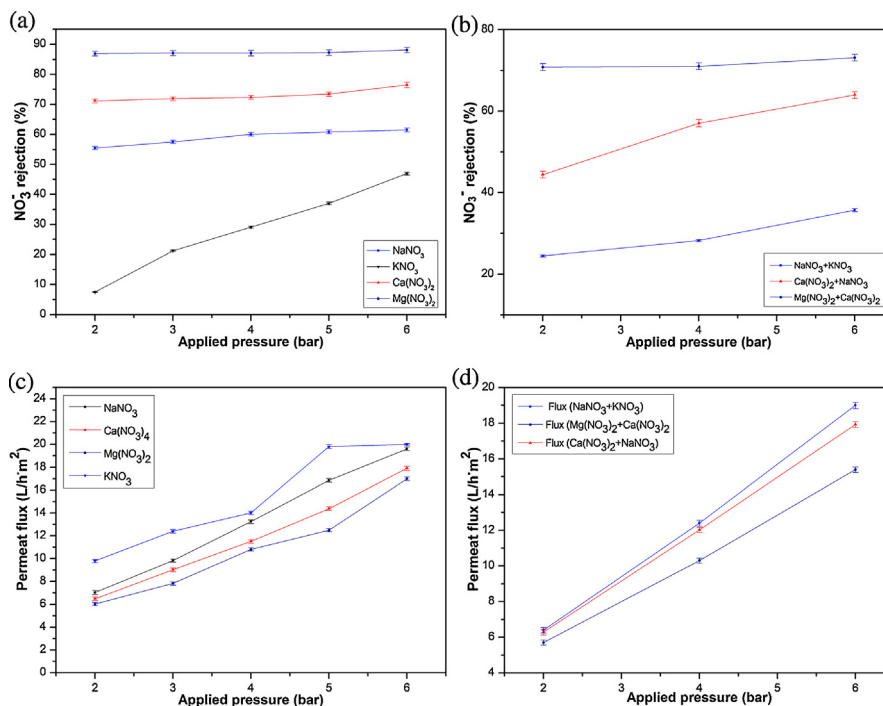 (a)
90
80
70
60
50
40
30
20
10
0
NO3- rejection (%)
NaNO3
KNO3
Ca(NO3)2
Mg(NO3)2
2 3 4 5 6
Applied pressure (bar)
(b)
80
60
40
20
NO3- rejection (%)
NaNO3+KNO3
Ca(NO3)2+NaNO3
Mg(NO3)2+Ca(NO3)2
2 3 4 5 6
Applied pressure (bar)
(c)
24
22
20
18
16
14
12
10
8
6
4
2
0
Permeat flux (L/h·m2)
NaNO3
Ca(NO3)4
Mg(NO3)2
KNO3
2 3 4 5 6
Applied pressure (bar)
(d)
20
18
16
14
12
10
8
6
4
Permeat flux (L/h·m2)
Flux (NaNO3+KNO3)
Flux (Mg(NO3)2+Ca(NO3)2
Flux (Ca(NO3)2+NaNO3)
2 3 4 5 6
Applied pressure (bar)